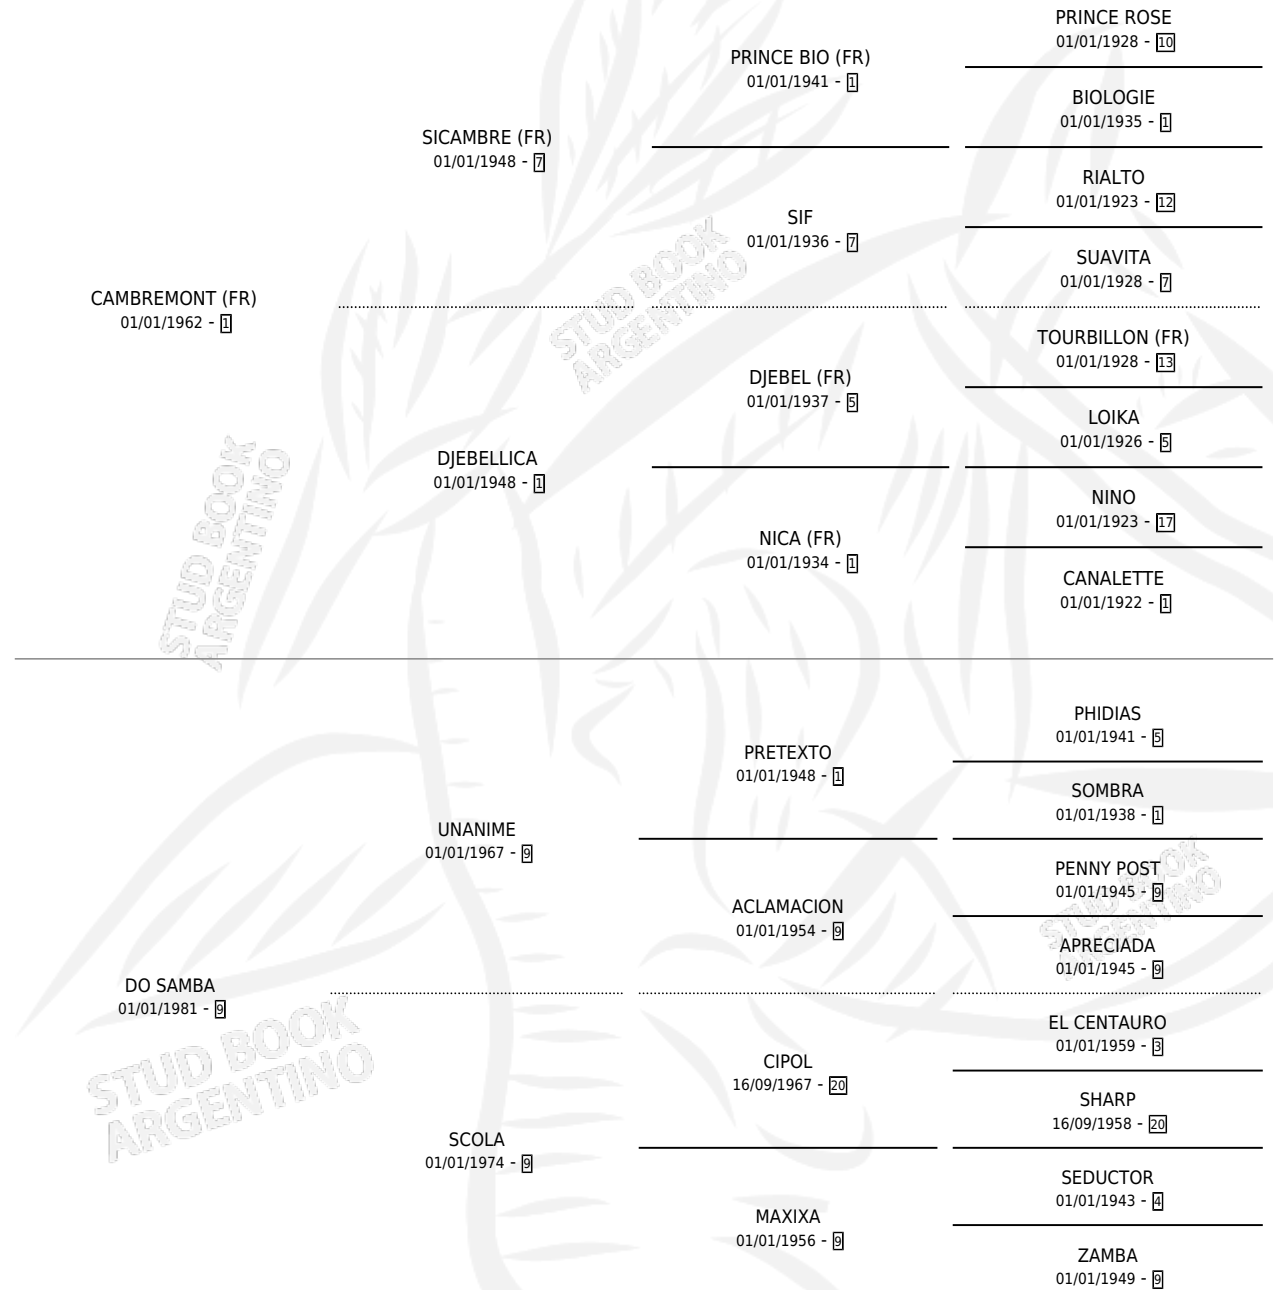 PRINCE ROSE
01/01/1928 - 10
PRINCE BIO (FR)
01/01/1941 - 1
BIOLOGIE
01/01/1935 - 1
SICAMBRE (FR)
01/01/1948 - 7
RIALTO
01/01/1923 - 12
SIF
01/01/1936 - 7
SUAVITA
01/01/1928 - 7
CAMBREMONT (FR)
01/01/1962 - 1
TOURBILLON (FR)
01/01/1928 - 13
DJEBEL (FR)
01/01/1937 - 5
LOIKA
01/01/1926 - 5
DJEBELLICA
01/01/1948 - 1
NINO
01/01/1923 - 17
NICA (FR)
01/01/1934 - 1
CANALETTE
01/01/1922 - 1
PHIDIAS
01/01/1941 - 5
PRETEXTO
01/01/1948 - 1
SOMBRA
01/01/1938 - 1
UNANIME
01/01/1967 - 9
PENNY POST
01/01/1945 - 9
ACLAMACION
01/01/1954 - 9
APRECIADA
01/01/1945 - 9
DO SAMBA
01/01/1981 - 9
EL CENTAURO
01/01/1959 - 3
CIPOL
16/09/1967 - 20
SHARP
16/09/1958 - 20
SCOLA
01/01/1974 - 9
SEDUCTOR
01/01/1943 - 4
MAXIXA
01/01/1956 - 9
ZAMBA
01/01/1949 - 9
STUD BOOK
ARGENTINO
STUD BOOK
ARGENTINO
STUD BOOK
ARGENTINO
STUD BOOK
ARGENTINO